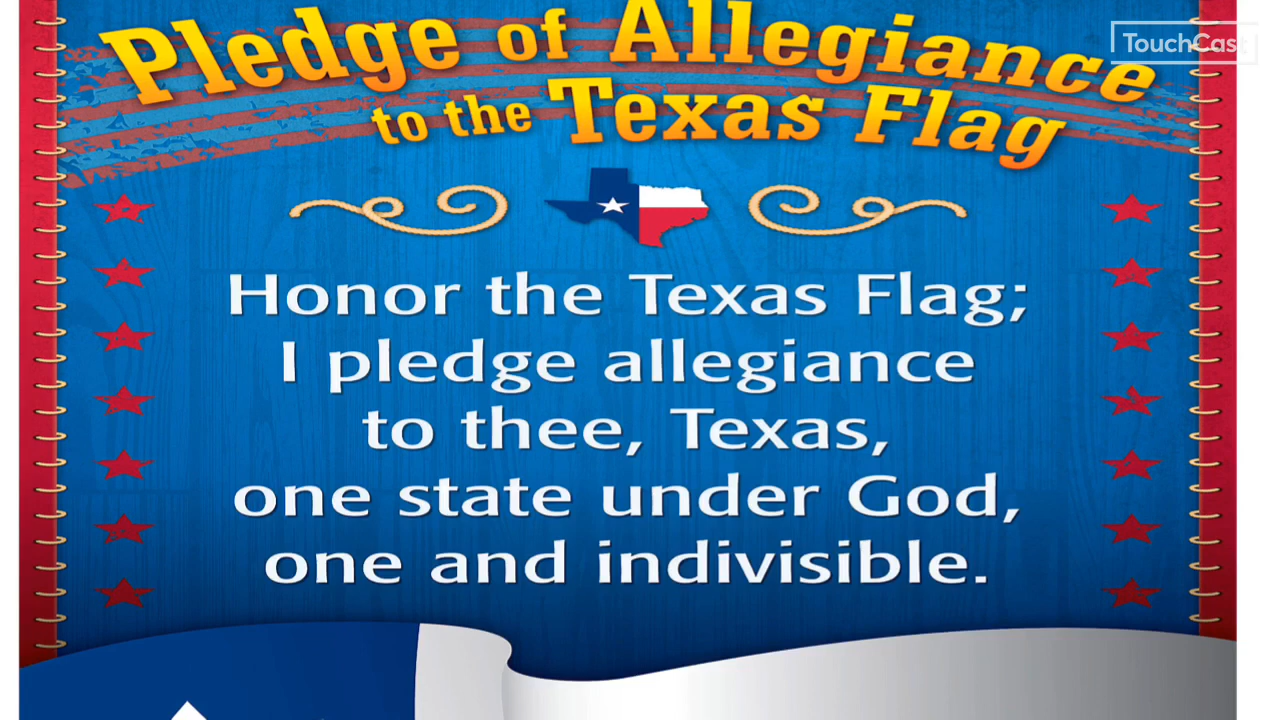 Pledge of Allegiance
to the Texas Flag
TouchCast
Honor the Texas Flag;
I pledge allegiance
to thee, Texas,
one state under God,
one and indivisible.